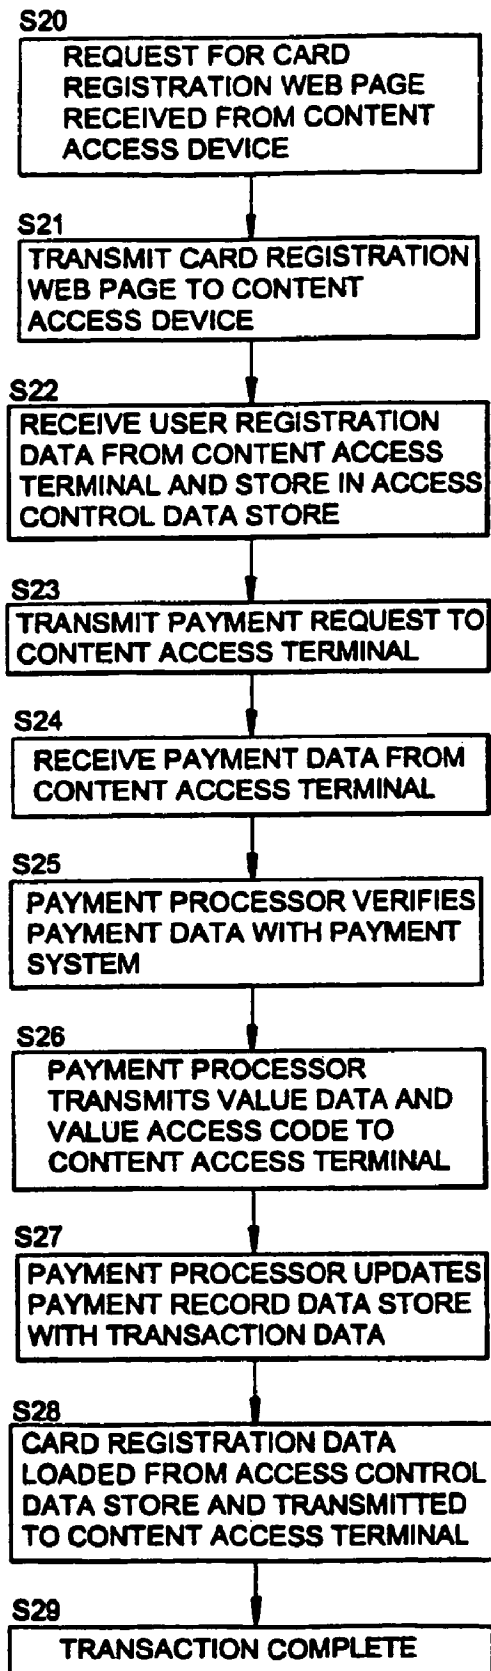 S20
REQUEST FOR CARD
REGISTRATION WEB PAGE
RECEIVED FROM CONTENT
ACCESS DEVICE
S21
TRANSMIT CARD REGISTRATION
WEB PAGE TO CONTENT
ACCESS DEVICE
S22
RECEIVE USER REGISTRATION
DATA FROM CONTENT ACCESS
TERMINAL AND STORE IN ACCESS
CONTROL DATA STORE
S23
TRANSMIT PAYMENT REQUEST TO
CONTENT ACCESS TERMINAL
S24
RECEIVE PAYMENT DATA FROM
CONTENT ACCESS TERMINAL
S25
PAYMENT PROCESSOR VERIFIES
PAYMENT DATA WITH PAYMENT
SYSTEM
S26
PAYMENT PROCESSOR
TRANSMITS VALUE DATA AND
VALUE ACCESS CODE TO
CONTENT ACCESS TERMINAL
S27
PAYMENT PROCESSOR UPDATES
PAYMENT RECORD DATA STORE
WITH TRANSACTION DATA
S28
CARD REGISTRATION DATA
LOADED FROM ACCESS CONTROL
DATA STORE AND TRANSMITTED
TO CONTENT ACCESS TERMINAL
S29
TRANSACTION COMPLETE